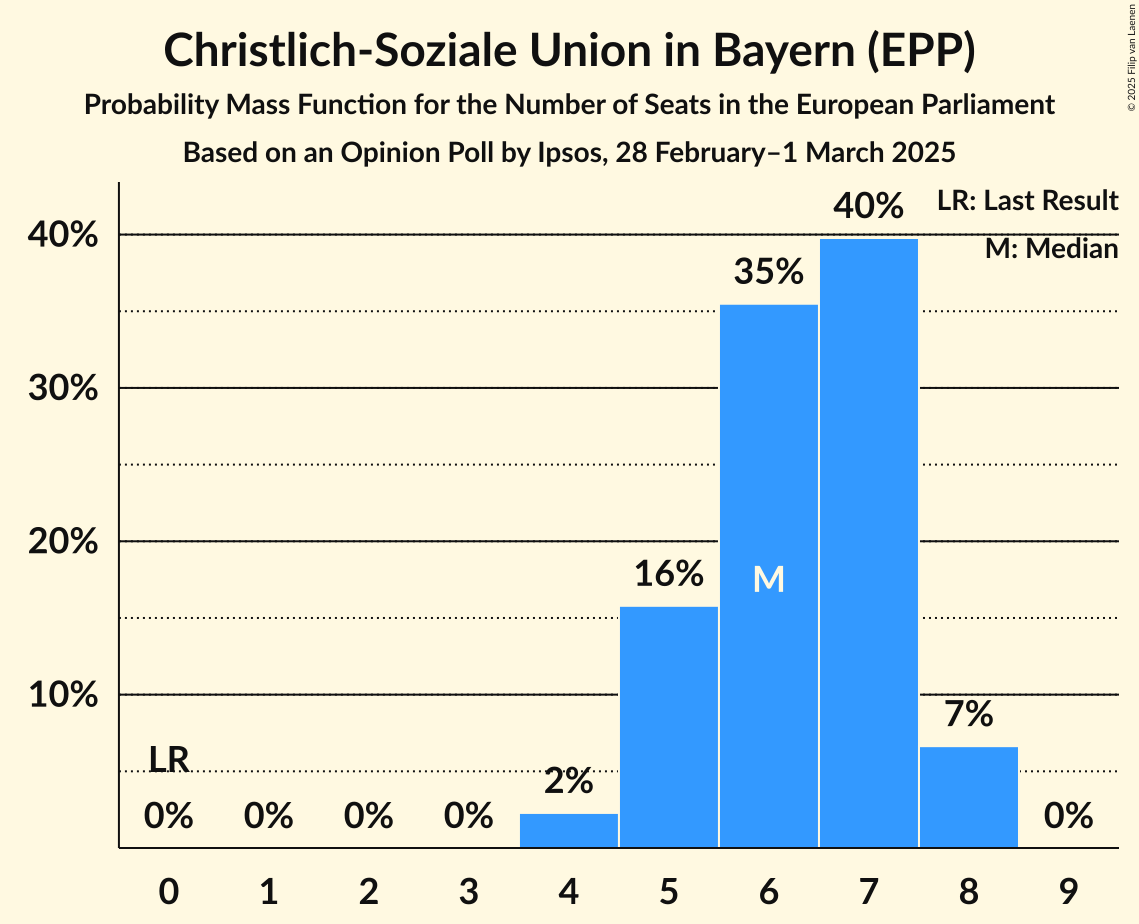 Christlich-Soziale Union in Bayern (EPP)
Probability Mass Function for the Number of Seats in the European Parliament
Based on an Opinion Poll by Ipsos, 28 February–1 March 2025
© 2025 Filip van Laenen
LR: Last Result
M: Median
40%
30%
20%
10%
LR
0%
0%
0%
0%
2%
16%
35%
M
40%
7%
0%
0 1 2 3 4 5 6 7 8 9